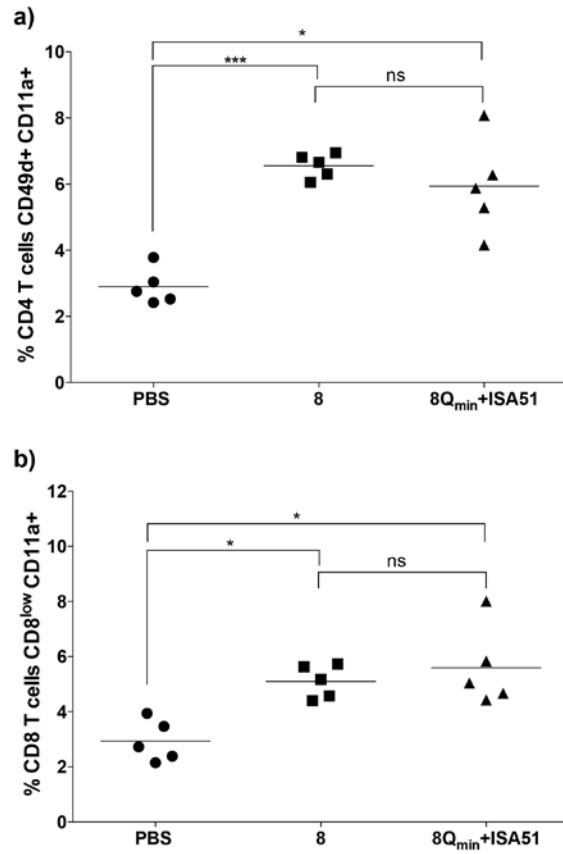 a)
*
***
ns
% CD4 T cells CD49d+ CD11a+
10
8
6
4
2
0
PBS
8
8Qmin+ISA51
b)
*
*
ns
% CD8 T cells CD8low CD11a+
12
10
8
6
4
2
0
PBS
8
8Qmin+ISA51